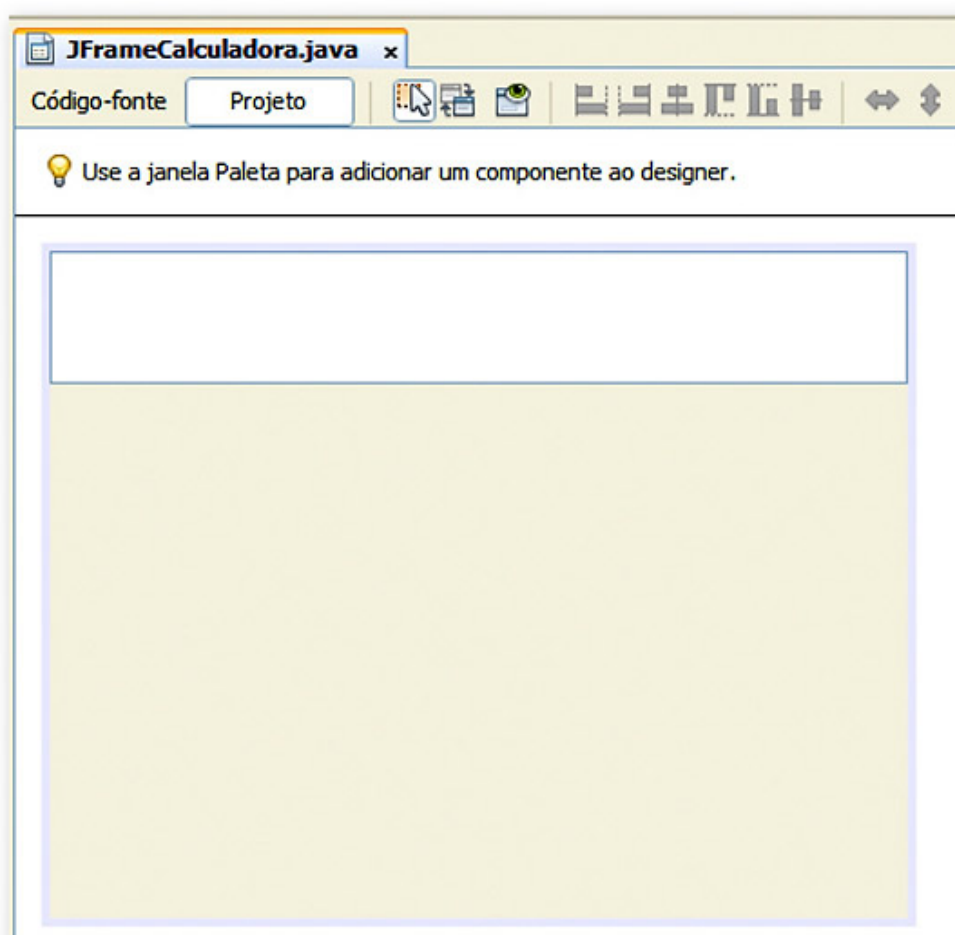 JFrameCalculadora.java x
Código-fonte Projeto
Use a janela Paleta para adicionar um componente ao designer.